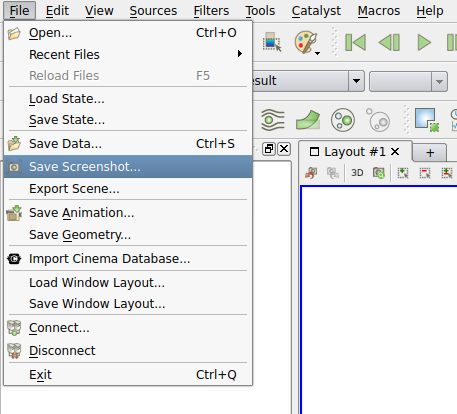 File Edit View Sources Filters Tools Catalyst Macros Help
Open... Ctrl+O
Recent Files
Reload Files F5
Load State...
Save State...
Save Data... Ctrl+S
Save Screenshot...
Export Scene...
Save Animation...
Save Geometry...
Import Cinema Database...
Load Window Layout...
Save Window Layout...
Connect...
Disconnect
Exit Ctrl+Q
sult
Layout #1 +
3D